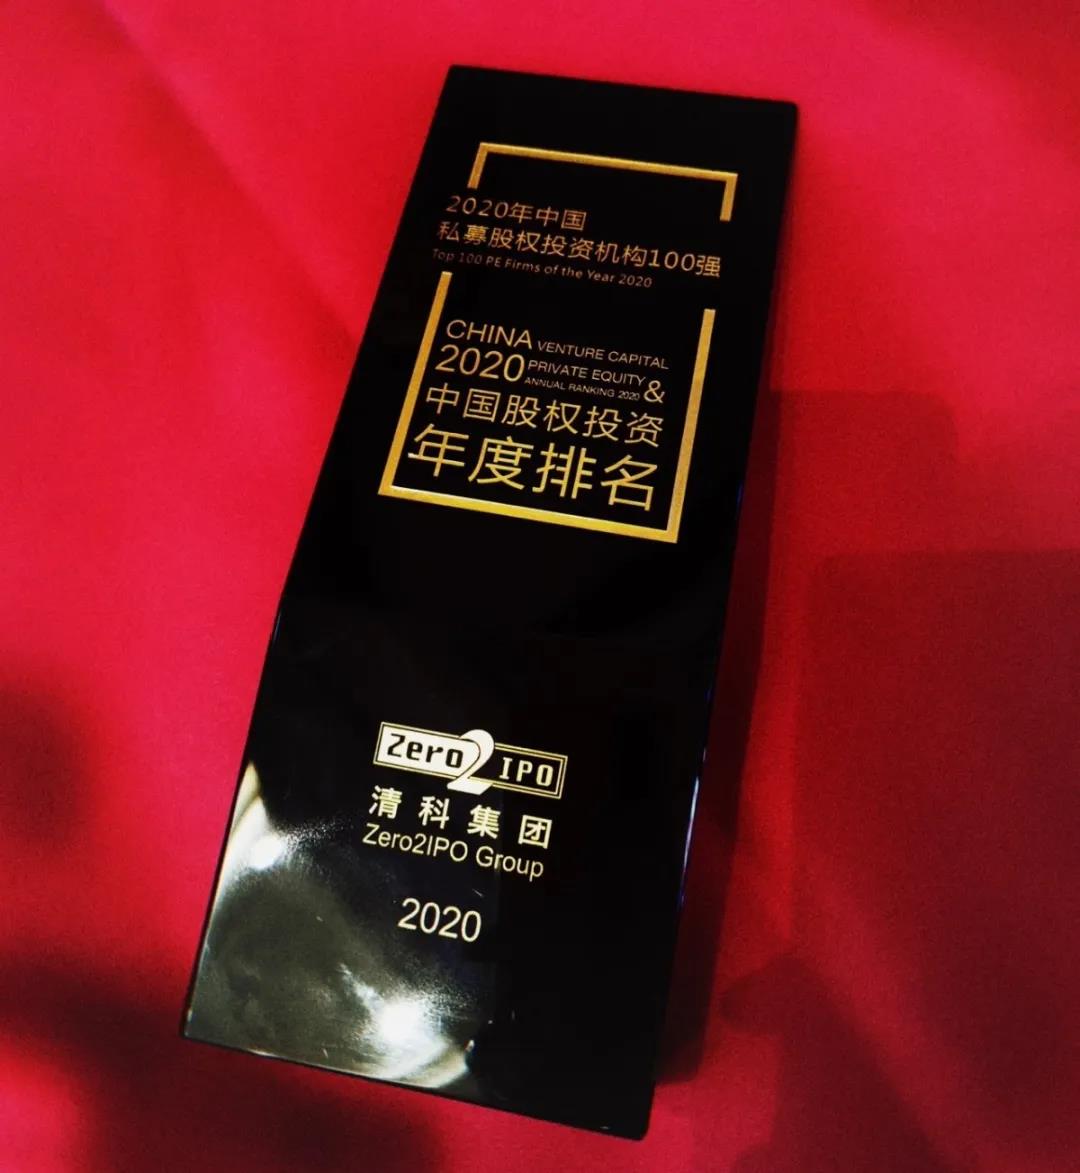 2020年中国
私募股权投资机构100强
Top 100 PE Firms of the Year 2020
CHINA VENTURE CAPITAL
2020 PRIVATE EQUITY &
ANNUAL RANKING 2020
中国股权投资
年度排名
Zero2IPO
清科集团
Zero2IPO Group
2020